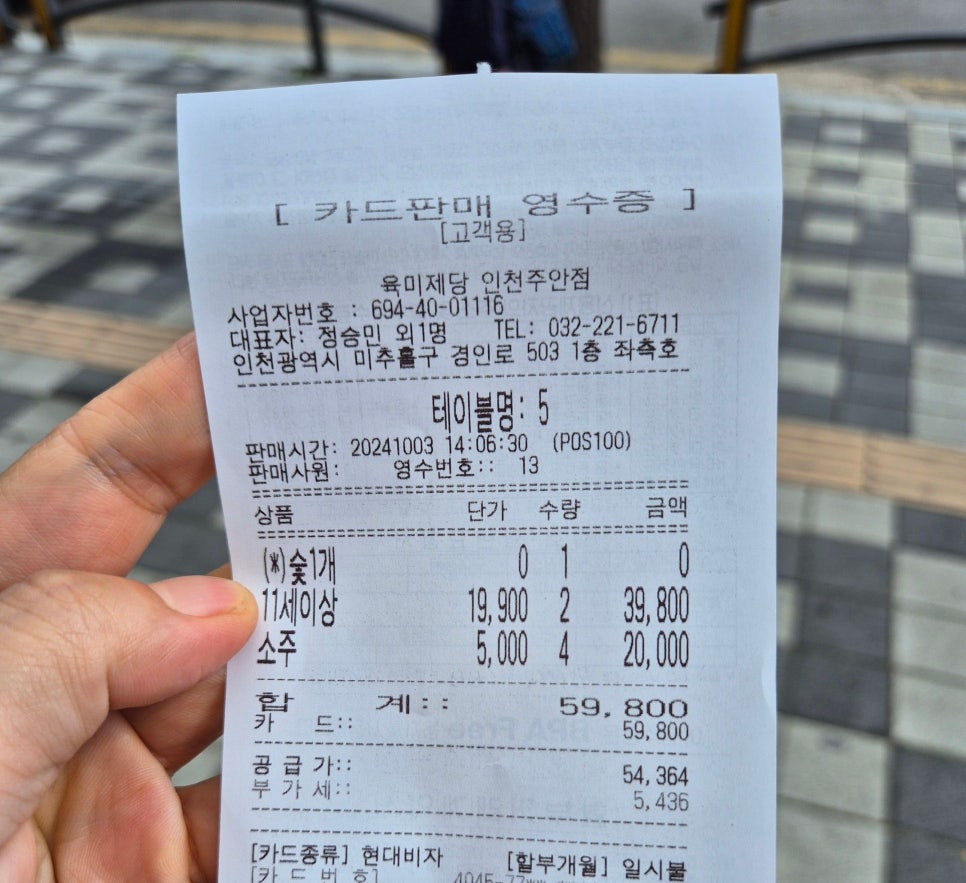 [ 카드판매 영수증 ]
[고객용]
육미제당 인천주안점
사업자번호 : 694-40-01116
대표자: 정승민 외1명 TEL: 032-221-6711
인천광역시 미추홀구 경인로 503 1층 좌측호
테이블명: 5
판매시간: 20241003 14:06:30 (POS100)
판매사원: 영수번호:: 13
상품 단가 수량 금액
(*)숯1개 0 1 0
11세이상 19,900 2 39,800
소주 5,000 4 20,000
합 계:: 59,800
카 드:: 59,800
공 급 가:: 54,364
부 가 세:: 5,436
[카드종류] 현대비자 [할부개월] 일시불
[카 드 번 호]